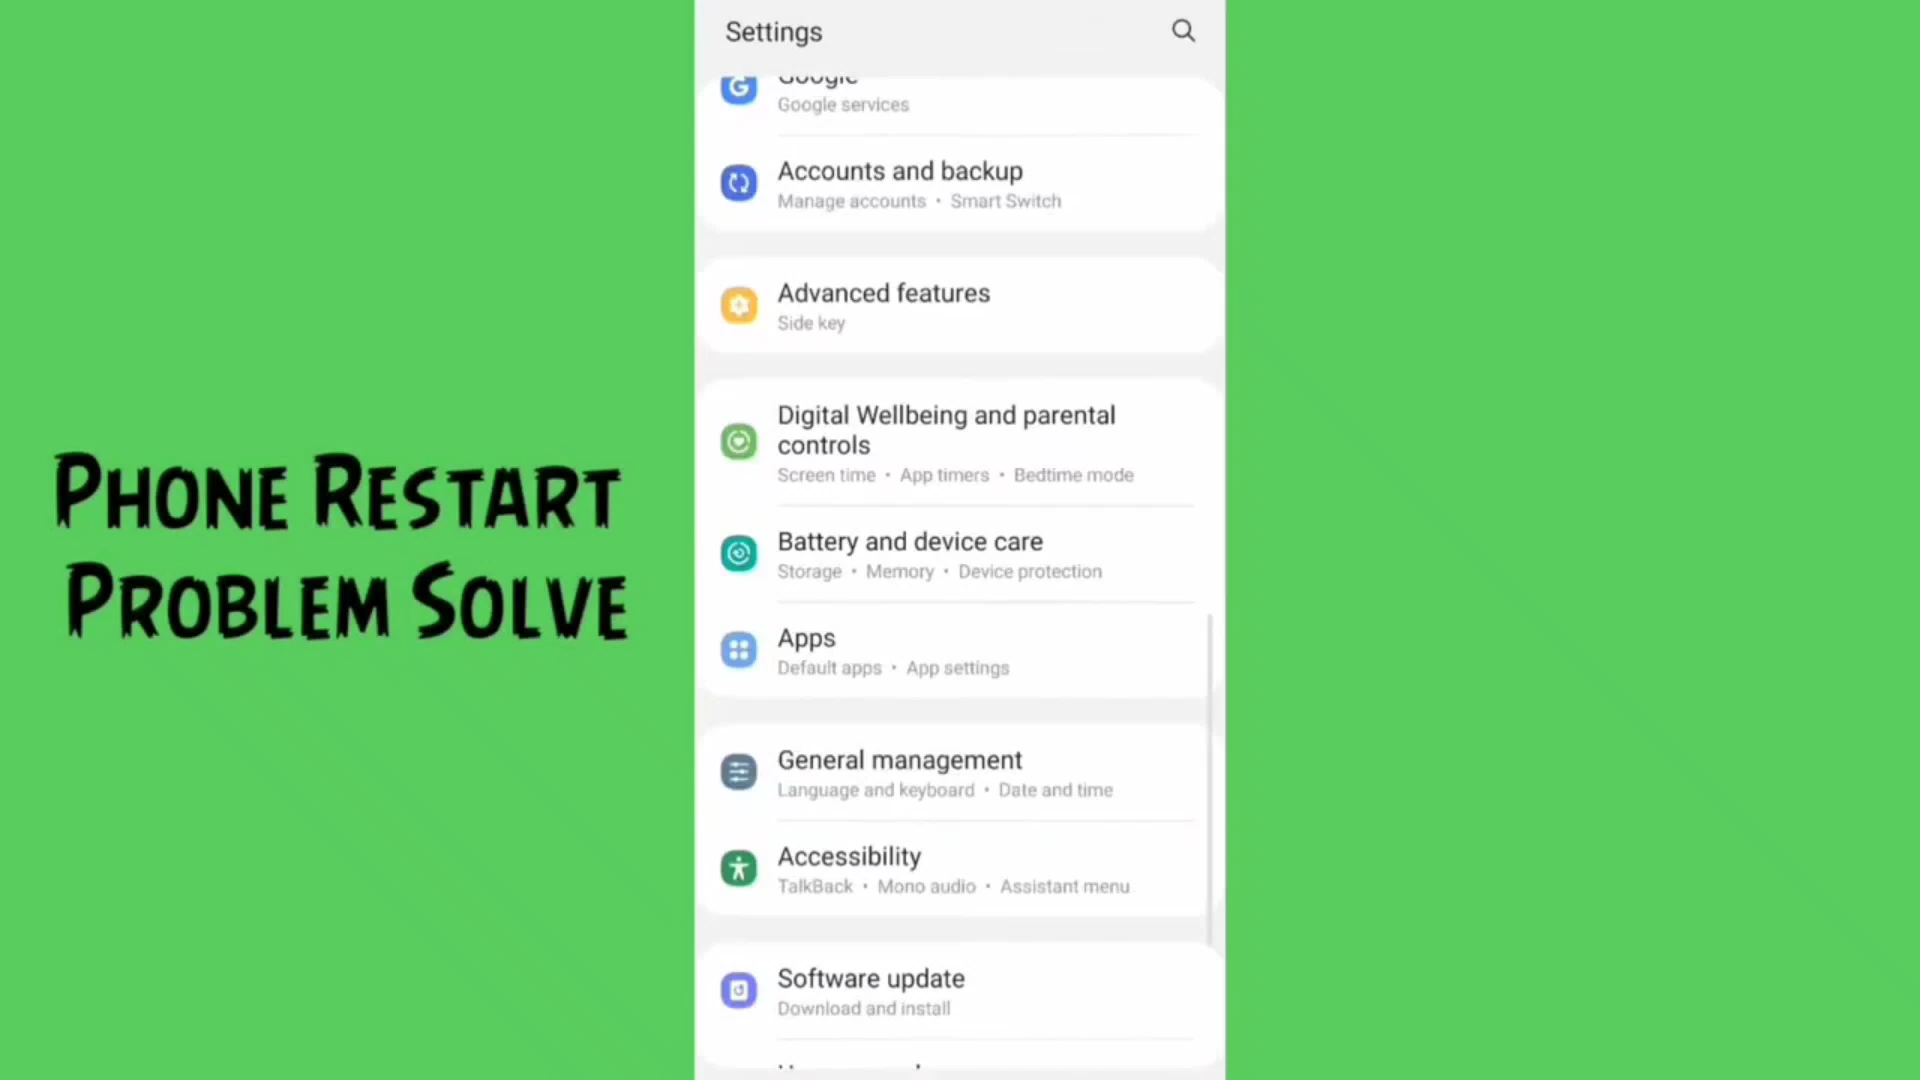 Settings
Google
Google services
Accounts and backup
Manage accounts • Smart Switch
Advanced features
Side key
Digital Wellbeing and parental
controls
Screen time • App timers • Bedtime mode
Battery and device care
Storage • Memory • Device protection
Apps
Default apps • App settings
General management
Language and keyboard • Date and time
Accessibility
TalkBack • Mono audio • Assistant menu
Software update
Download and install
PHONE RESTART
PROBLEM SOLVE